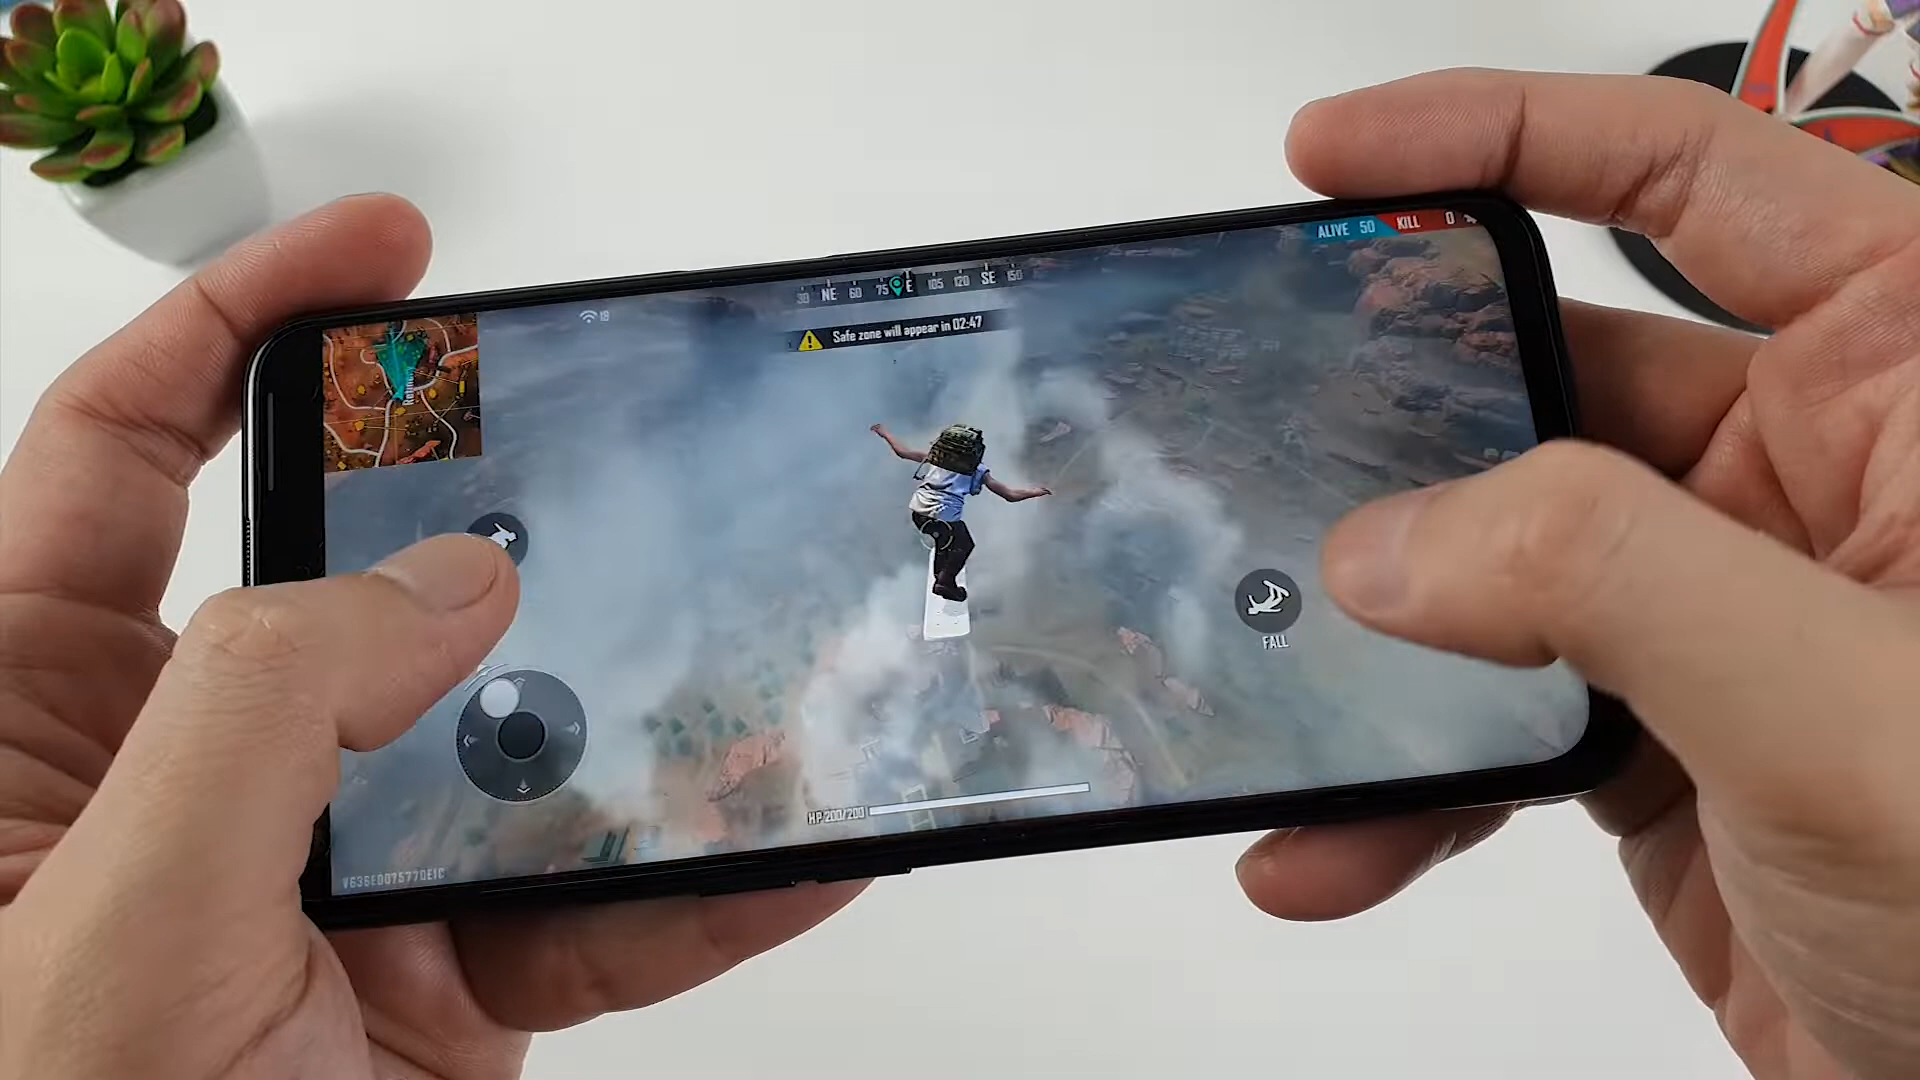 ALIVE 50 KILL 0
30 NE 60 75 E 105 120 SE 150
19
Safe zone will appear in 02:47
FALL
HP 200/200